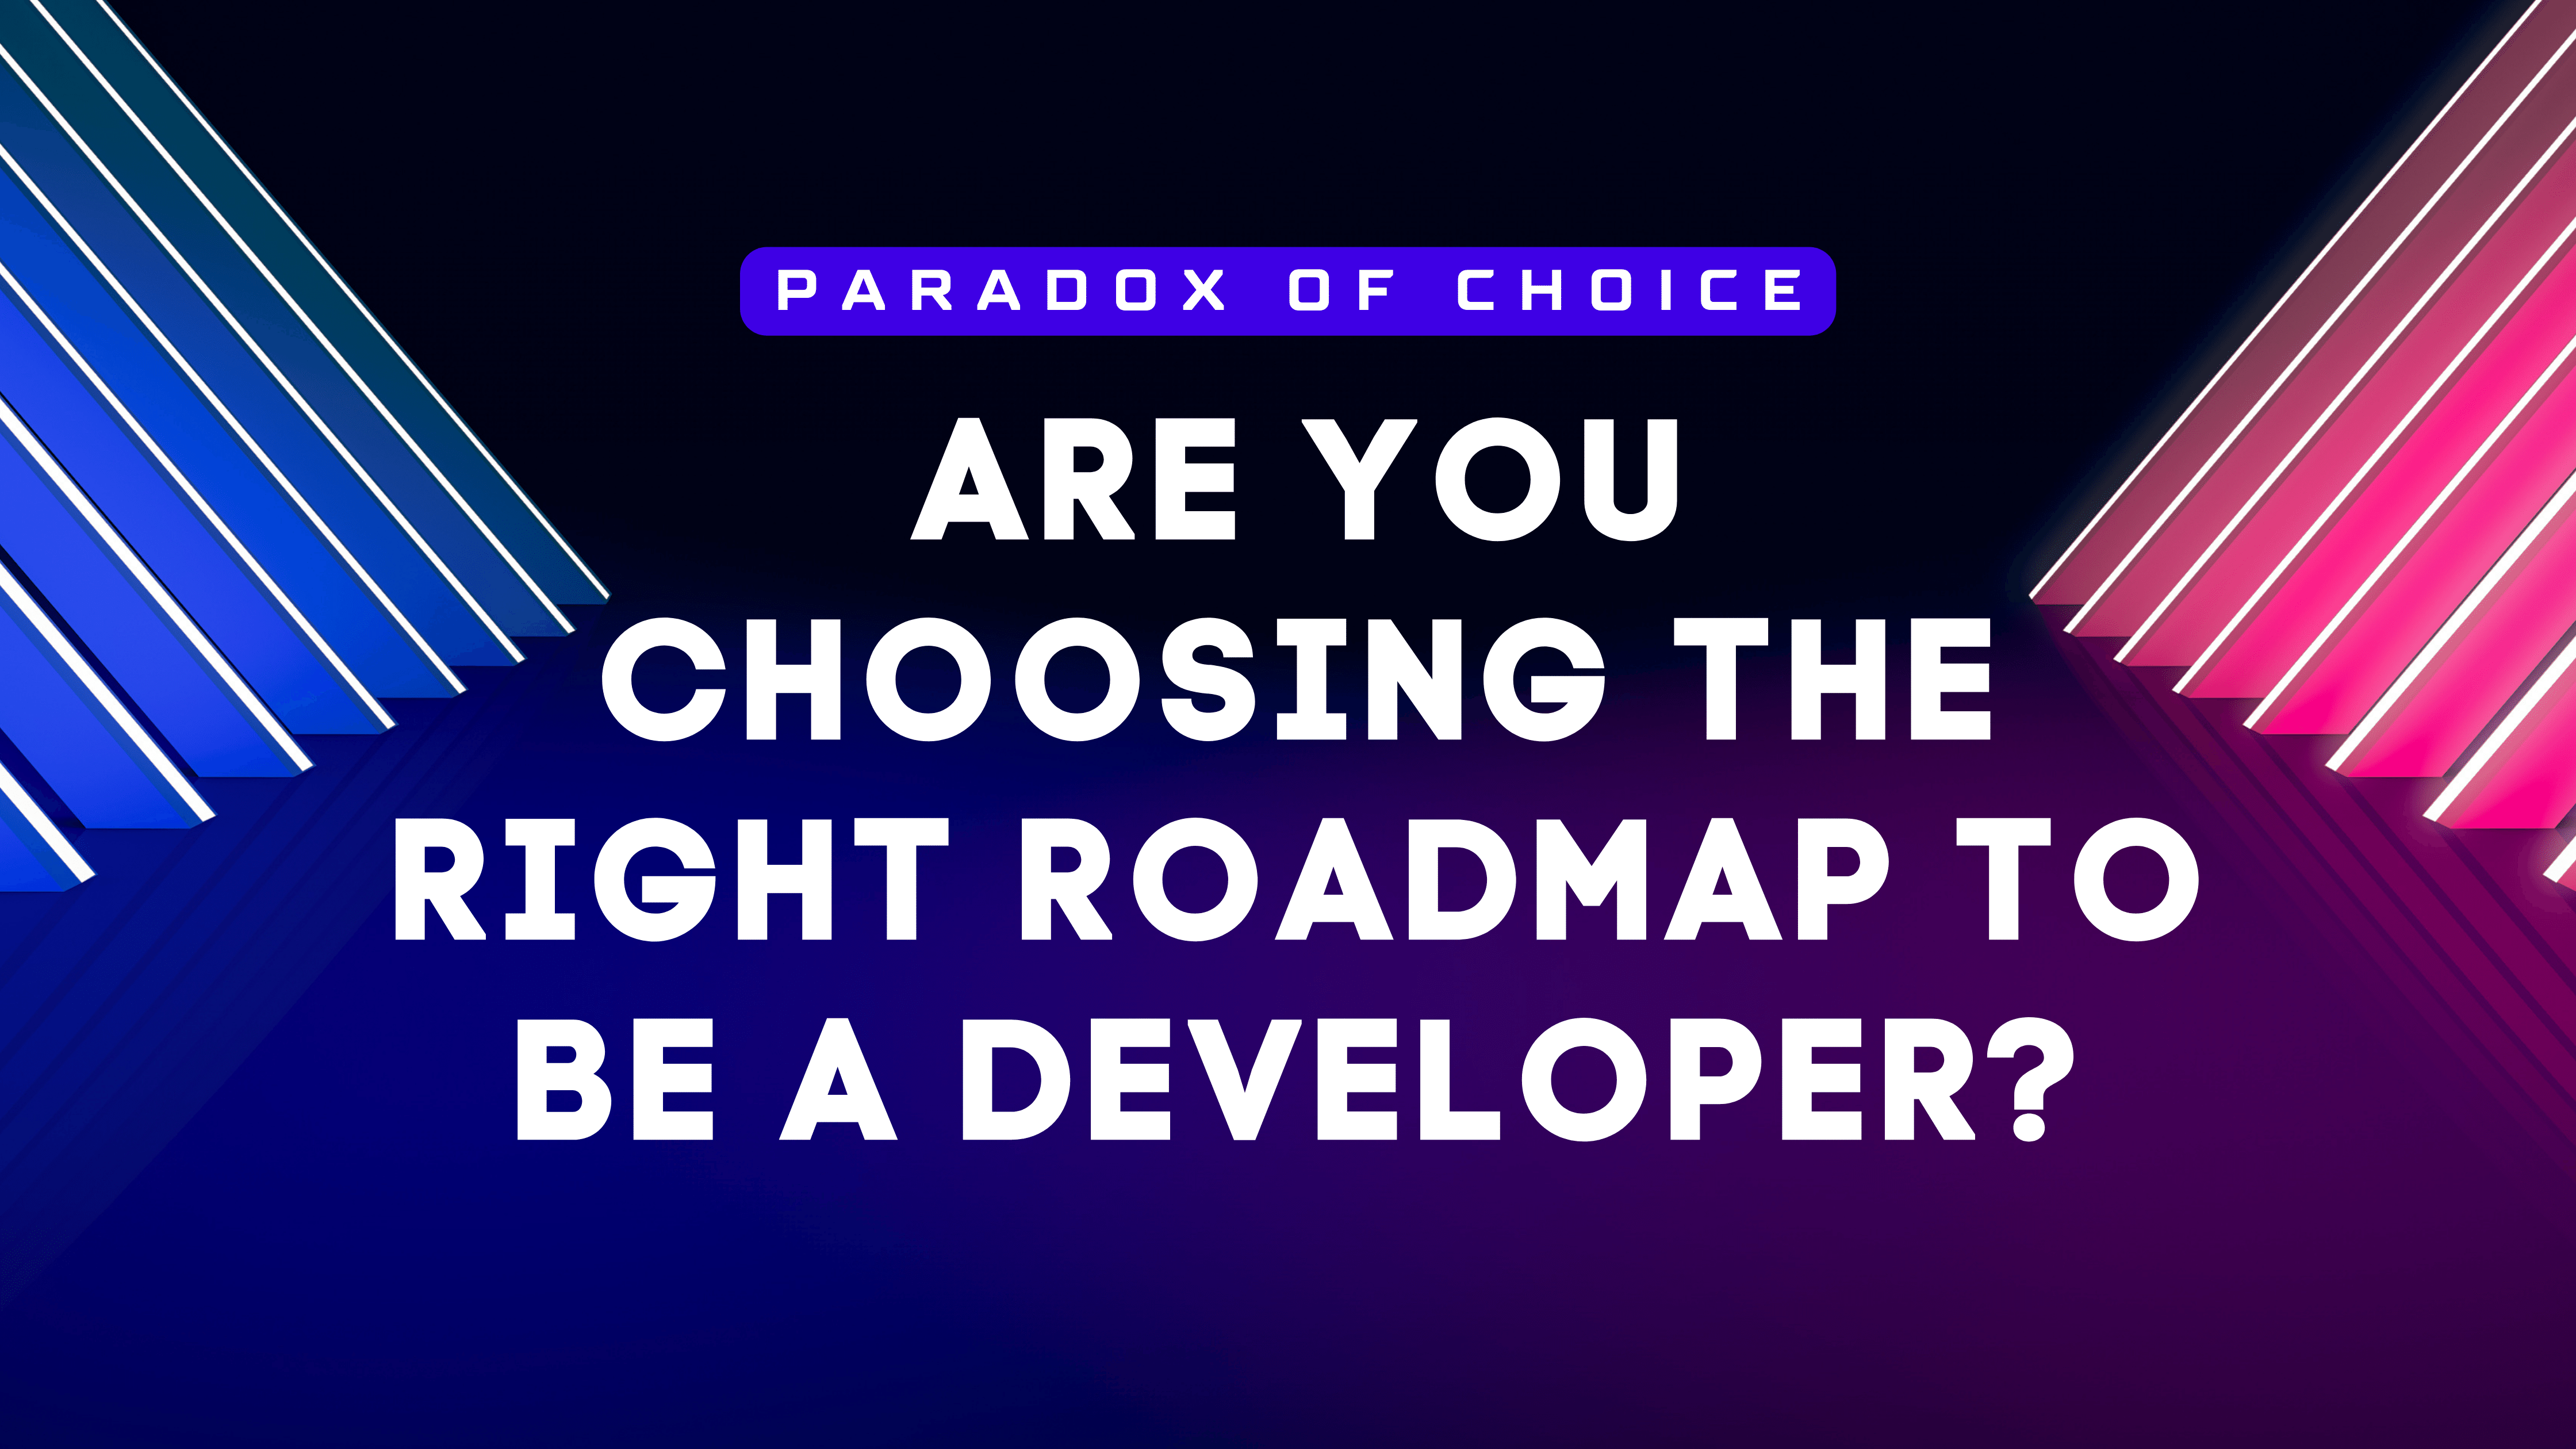 PARADOX OF CHOICE
ARE YOU
CHOOSING THE
RIGHT ROADMAP TO
BE A DEVELOPER?